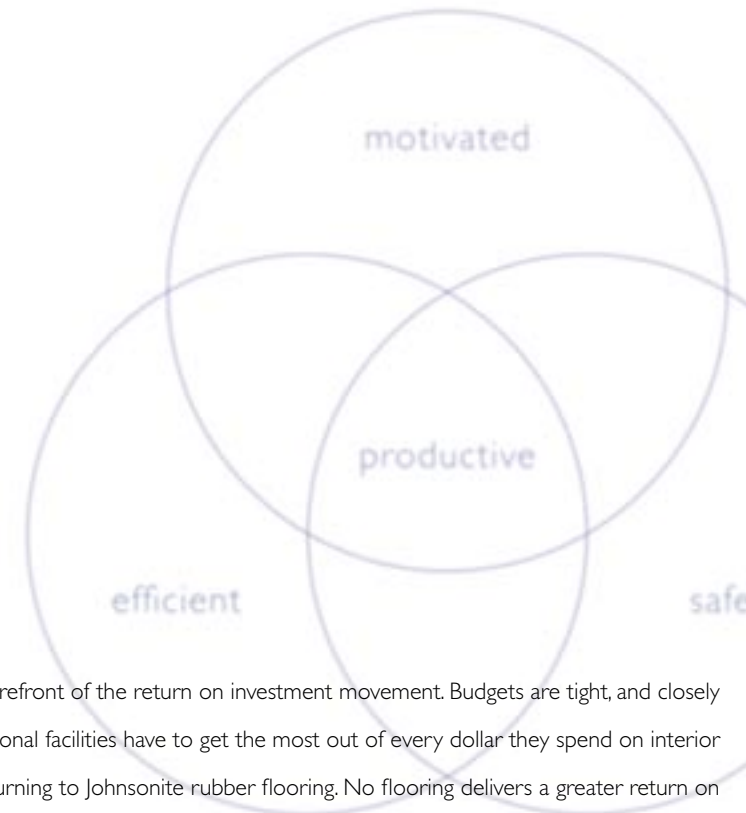 motivated
productive
efficient
safe
refront of the return on investment movement. Budgets are tight, and closely
onal facilities have to get the most out of every dollar they spend on interior
urning to Johnsonite rubber flooring. No flooring delivers a greater return on